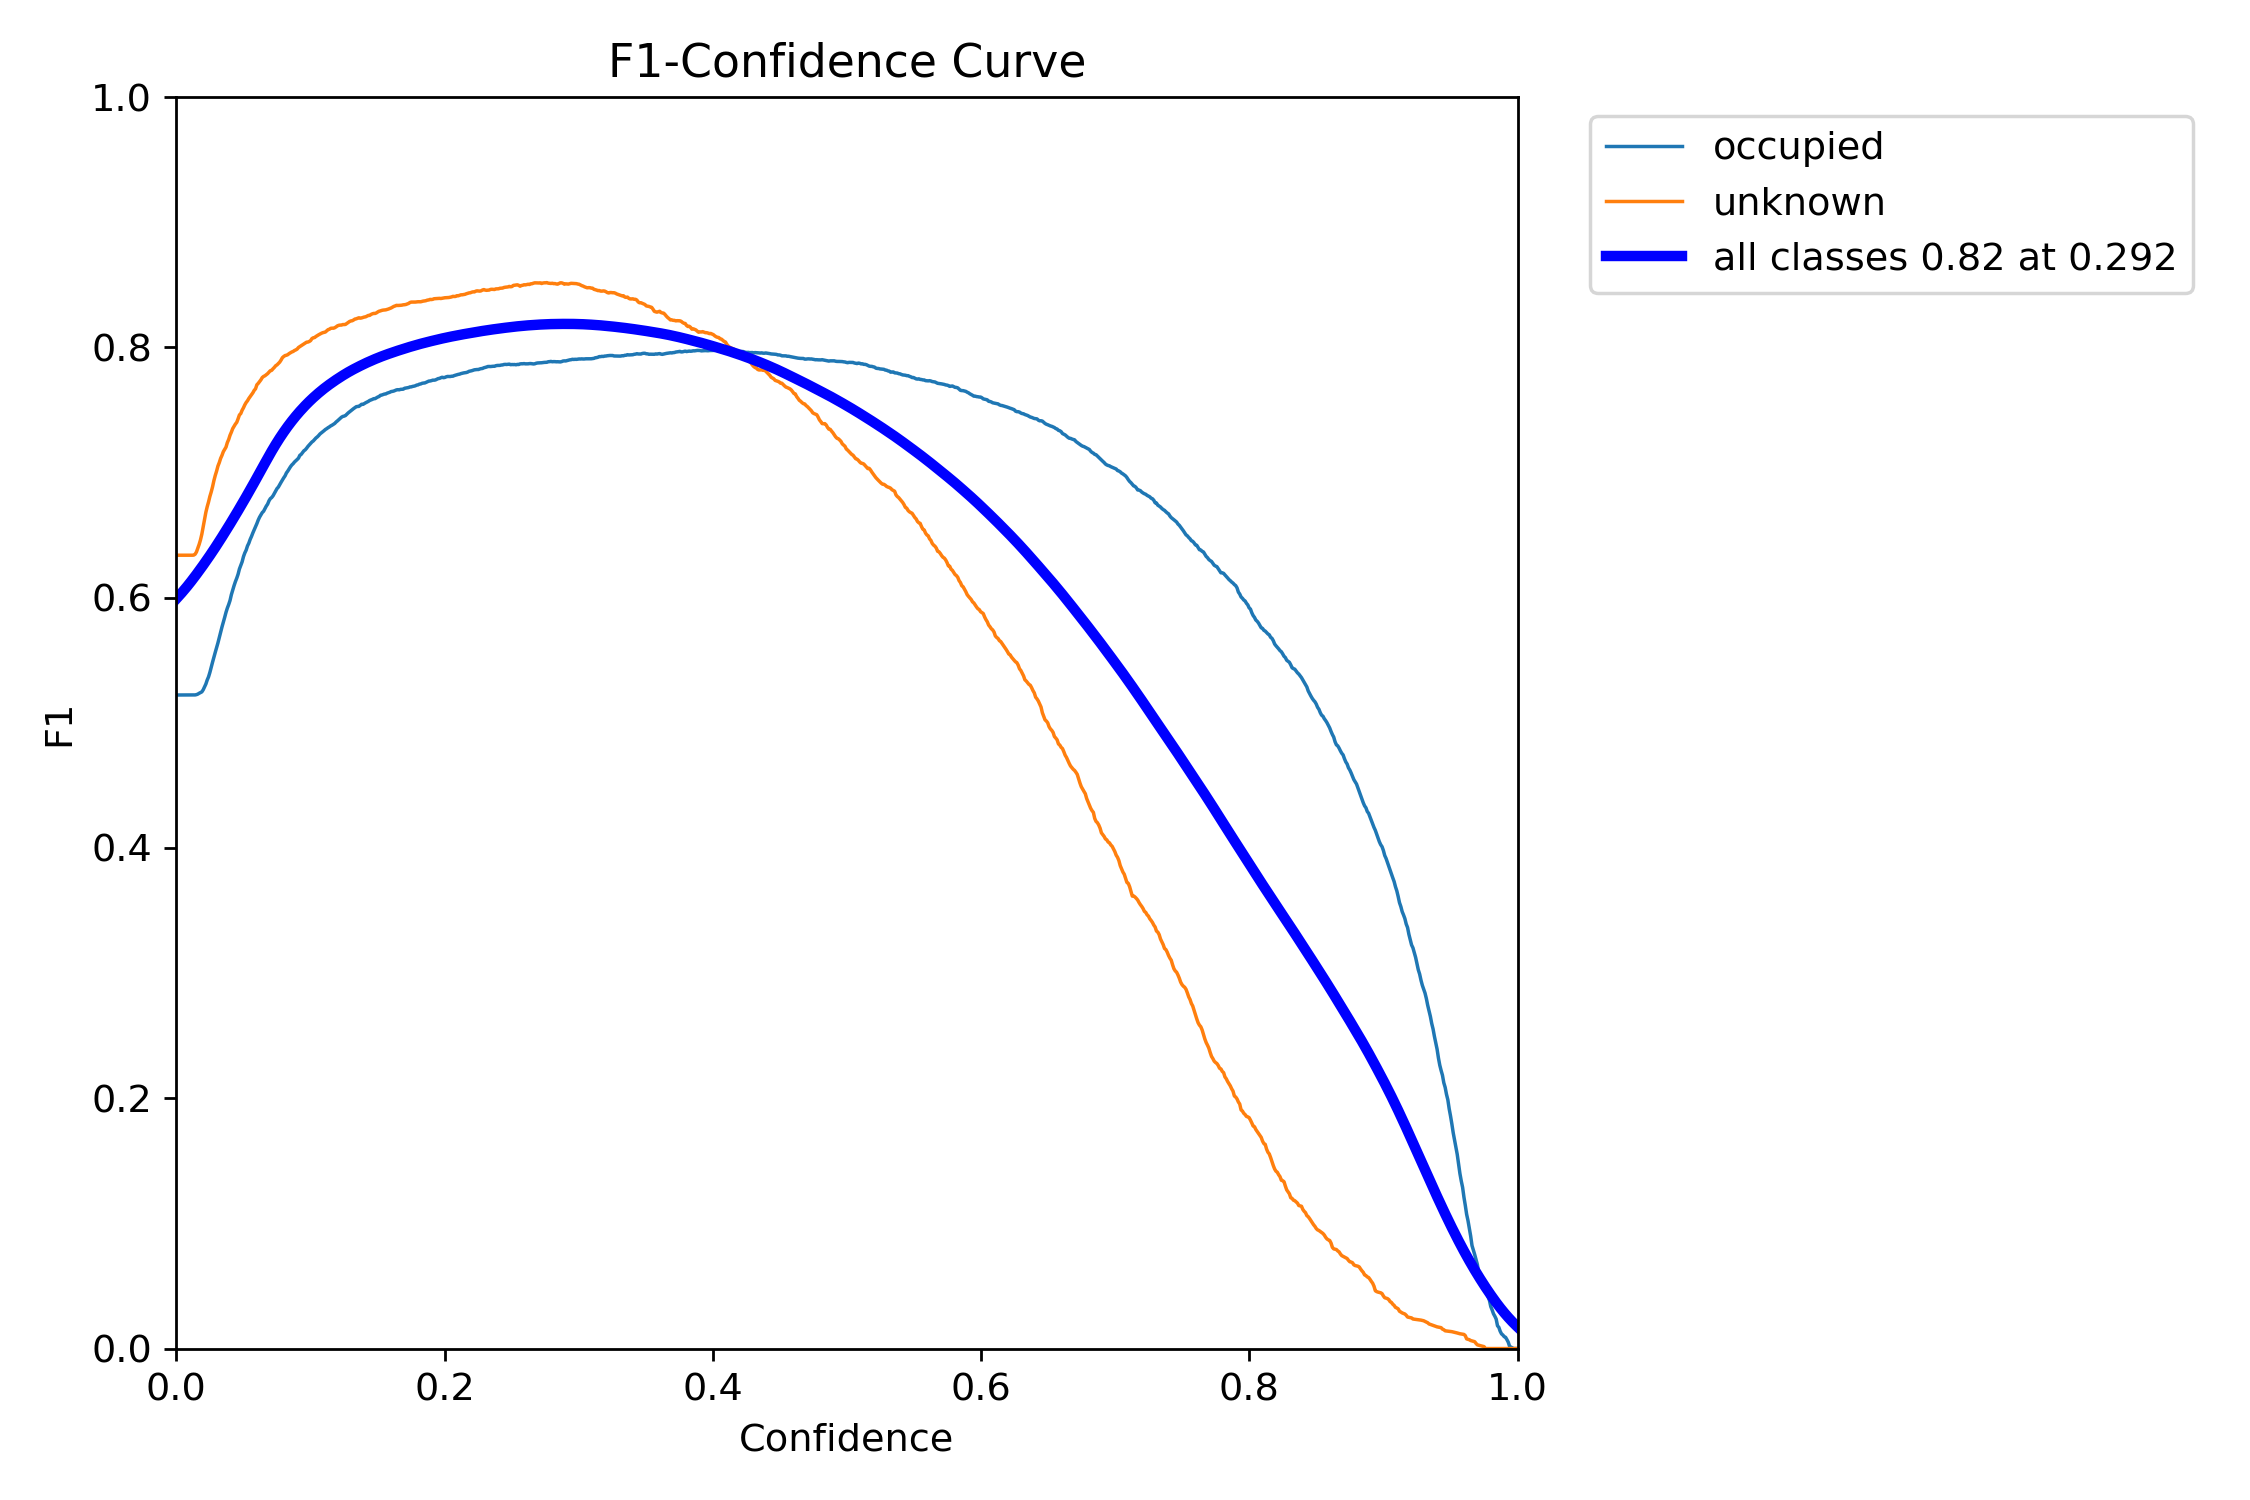 F1-Confidence Curve
occupied
unknown
all classes 0.82 at 0.292
1.0
0.8
0.6
0.4
0.2
0.0
F1
0.0 0.2 0.4 0.6 0.8 1.0
Confidence